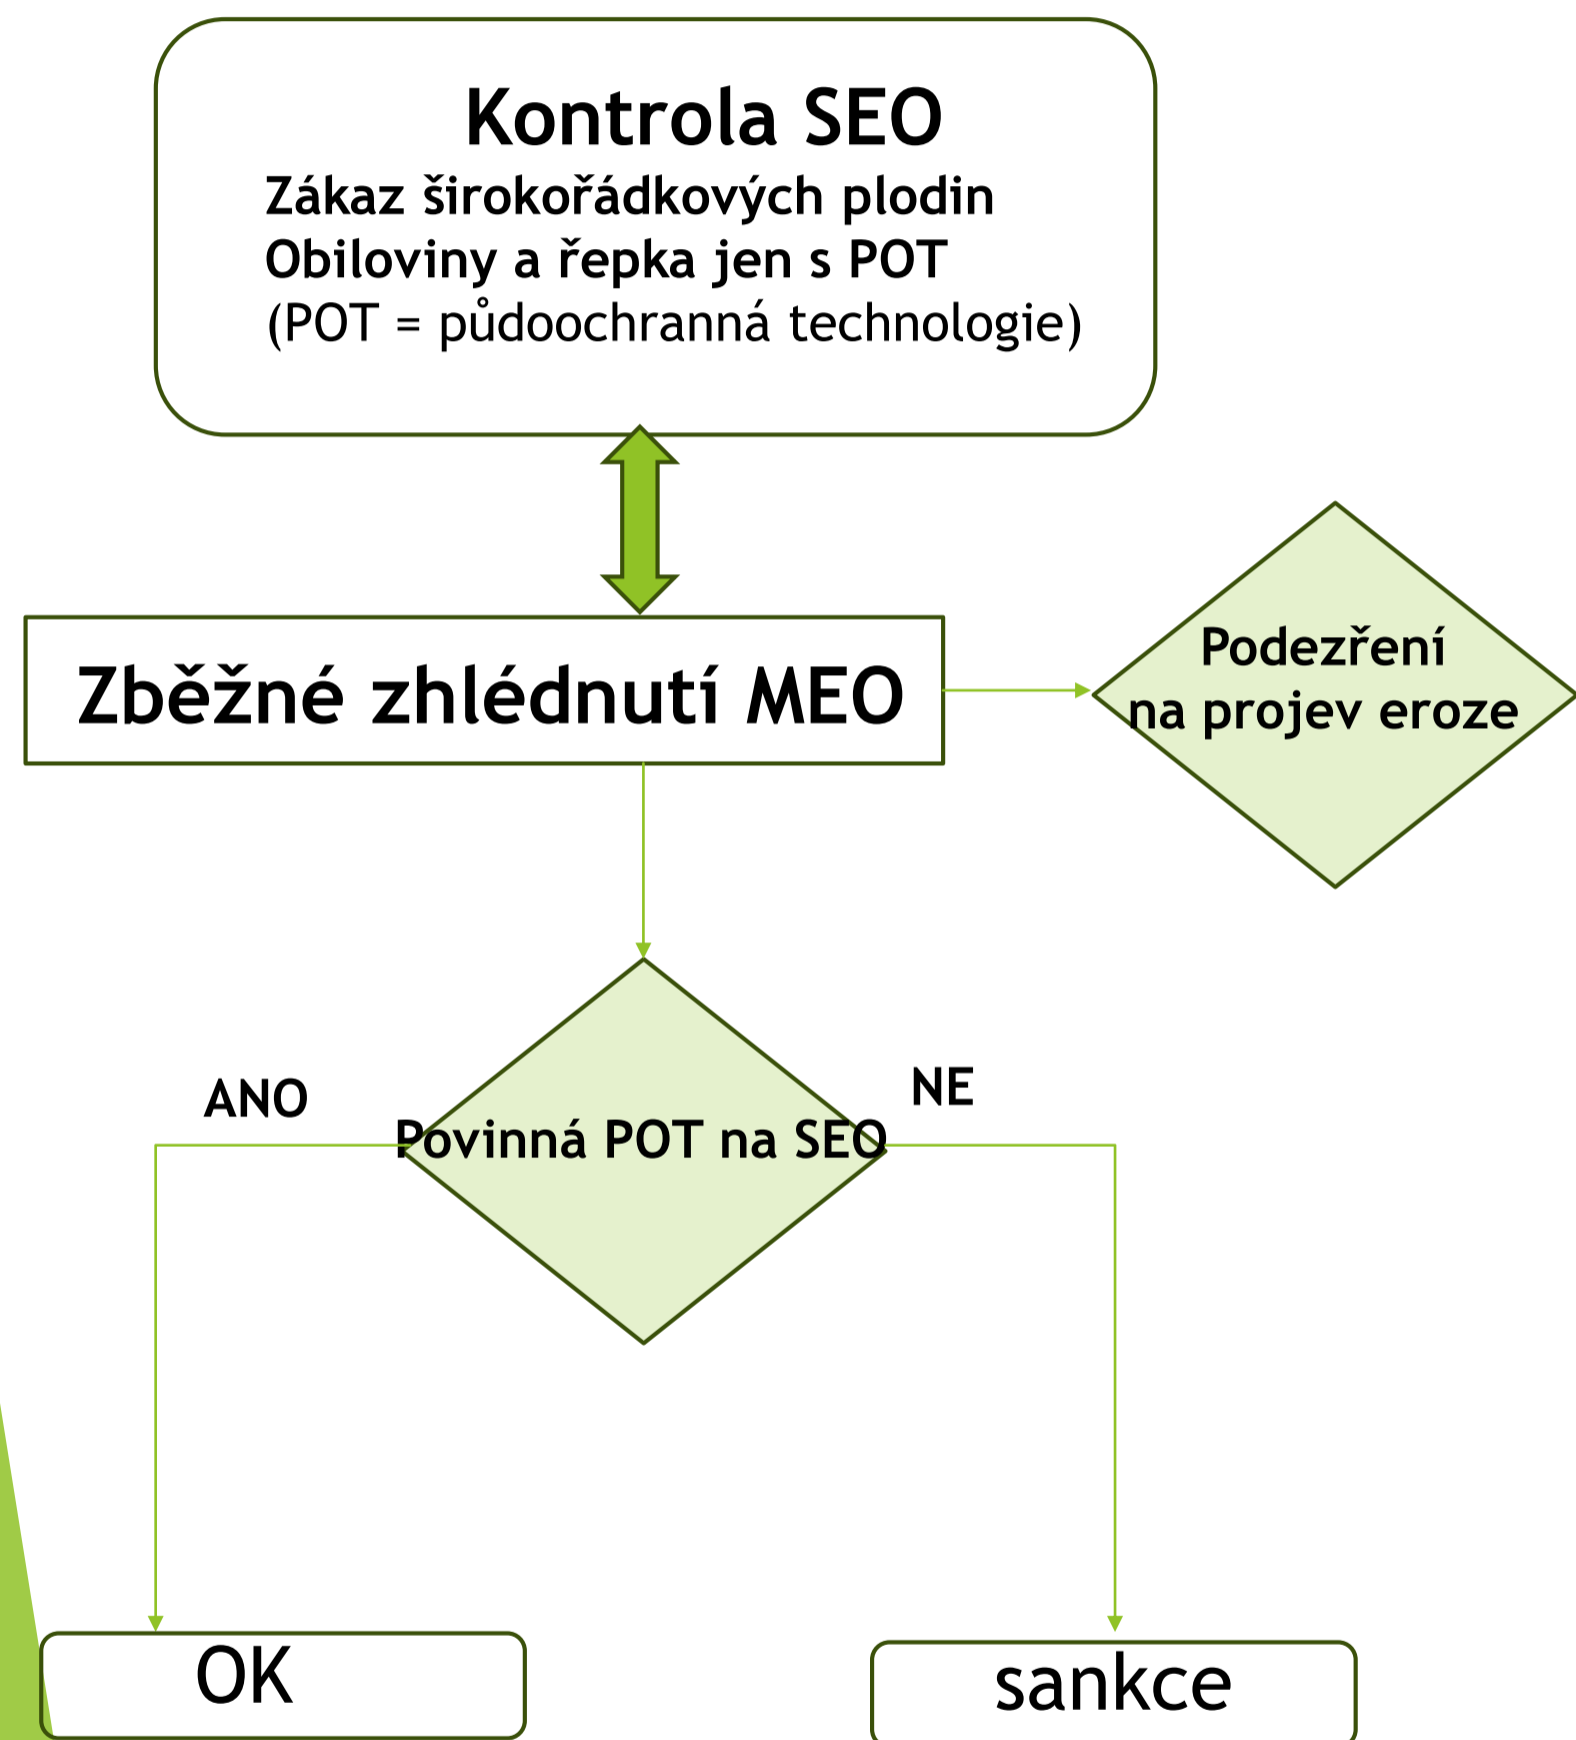 Kontrola SEO
Zákaz širokořádkových plodin
Obiloviny a řepka jen s POT
(POT = půdoochranná technologie)
Zběžné zhlédnutí MEO
Podezření
na projev eroze
ANO
NE
Povinná POT na SEO
OK
sankce